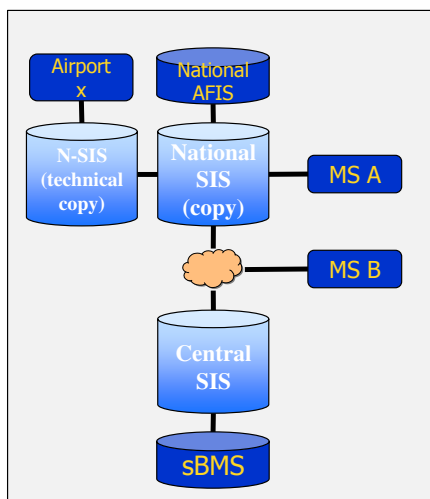 Airport
x
National
AFIS
N-SIS
(technical
copy)
National
SIS
(copy)
MS A
MS B
Central
SIS
sBMS